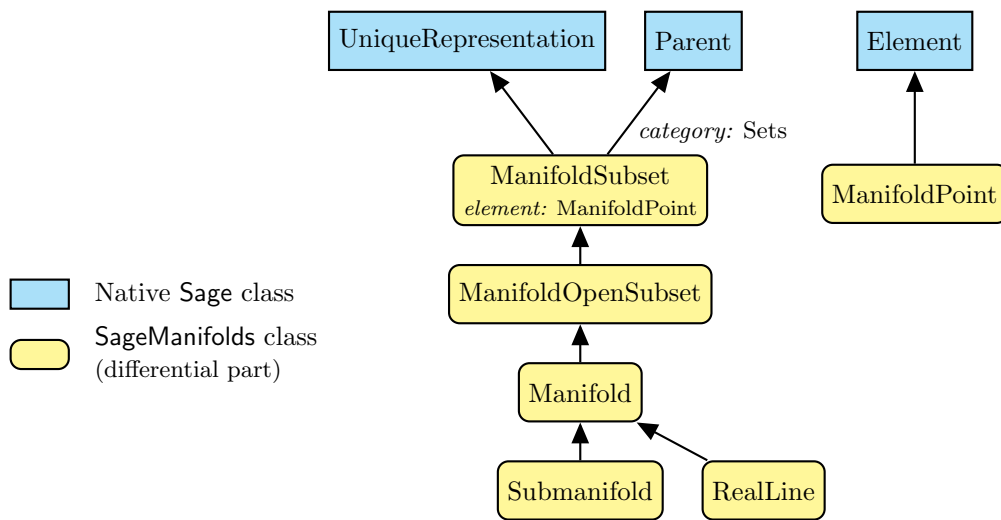 UniqueRepresentation
Parent
Element
category: Sets
ManifoldSubset
element: ManifoldPoint
ManifoldPoint
ManifoldOpenSubset
Native Sage class
SageManifolds class
(differential part)
Manifold
Submanifold
RealLine